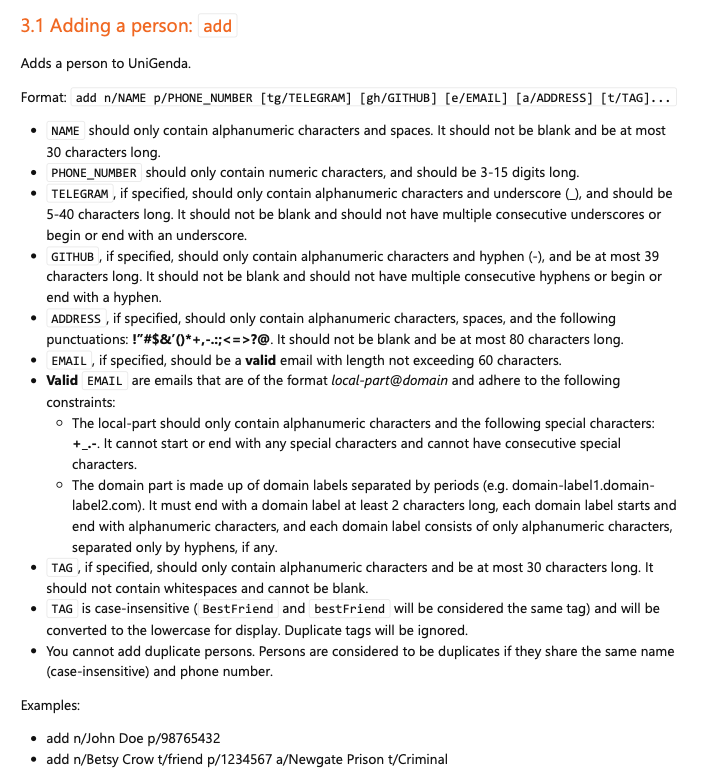 3.1 Adding a person: add
Adds a person to UniGenda.
Format: add n/NAME p/PHONE_NUMBER [tg/TELEGRAM] [gh/GITHUB] [e/EMAIL] [a/ADDRESS] [t/TAG]...
• NAME should only contain alphanumeric characters and spaces. It should not be blank and be at most
30 characters long.
• PHONE_NUMBER should only contain numeric characters, and should be 3-15 digits long.
• TELEGRAM , if specified, should only contain alphanumeric characters and underscore (_), and should be
5-40 characters long. It should not be blank and should not have multiple consecutive underscores or
begin or end with an underscore.
• GITHUB , if specified, should only contain alphanumeric characters and hyphen (-), and be at most 39
characters long. It should not be blank and should not have multiple consecutive hyphens or begin or
end with a hyphen.
• ADDRESS , if specified, should only contain alphanumeric characters, spaces, and the following
punctuations: !”#$&’()*+,-.:;<=>?@. It should not be blank and be at most 80 characters long.
• EMAIL , if specified, should be a valid email with length not exceeding 60 characters.
• Valid EMAIL are emails that are of the format local-part@domain and adhere to the following
constraints:
○ The local-part should only contain alphanumeric characters and the following special characters:
+_.-. It cannot start or end with any special characters and cannot have consecutive special
characters.
○ The domain part is made up of domain labels separated by periods (e.g. domain-label1.domain-
label2.com). It must end with a domain label at least 2 characters long, each domain label starts and
end with alphanumeric characters, and each domain label consists of only alphanumeric characters,
separated only by hyphens, if any.
• TAG , if specified, should only contain alphanumeric characters and be at most 30 characters long. It
should not contain whitespaces and cannot be blank.
• TAG is case-insensitive ( BestFriend and bestFriend will be considered the same tag) and will be
converted to the lowercase for display. Duplicate tags will be ignored.
• You cannot add duplicate persons. Persons are considered to be duplicates if they share the same name
(case-insensitive) and phone number.
Examples:
• add n/John Doe p/98765432
• add n/Betsy Crow t/friend p/1234567 a/Newgate Prison t/Criminal